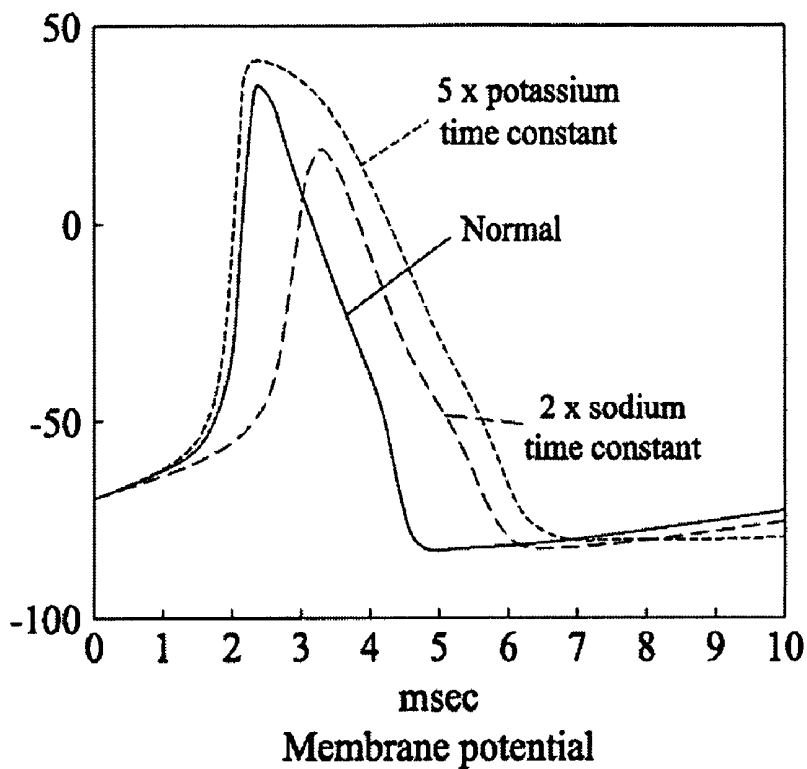 50
5 x potassium
time constant
0
Normal
-50
2 x sodium
time constant
-100
0 1 2 3 4 5 6 7 8 9 10
msec
Membrane potential